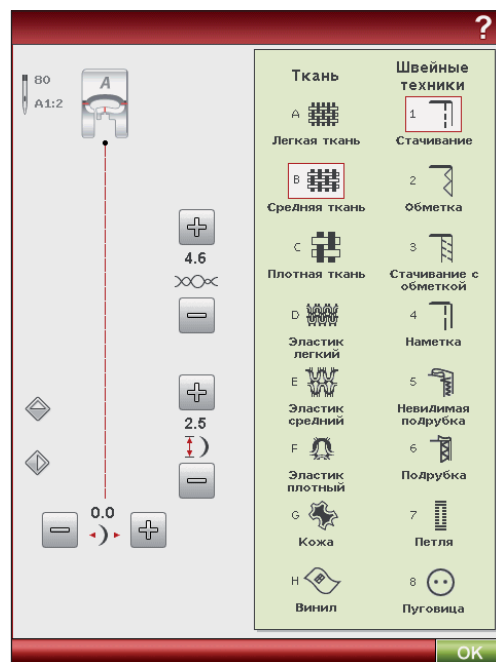 ?
80
A1:2
A
4.6
2.5
0.0
Ткань
Швейные
техники
A
Легкая ткань
1
Стачивание
B
Средняя ткань
2
Обметка
C
Плотная ткань
3
Стачивание с
обметкой
D
Эластик
легкий
4
Наметка
E
Эластик
средний
5
Невидимая
подрубка
F
Эластик
плотный
6
Подрубка
G
Кожа
7
Петля
H
Винил
8
Пуговица
OK